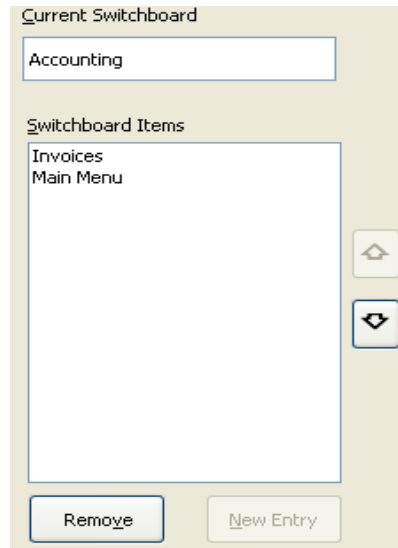 Current Switchboard
Accounting
Switchboard Items
Invoices
Main Menu
Remove New Entry